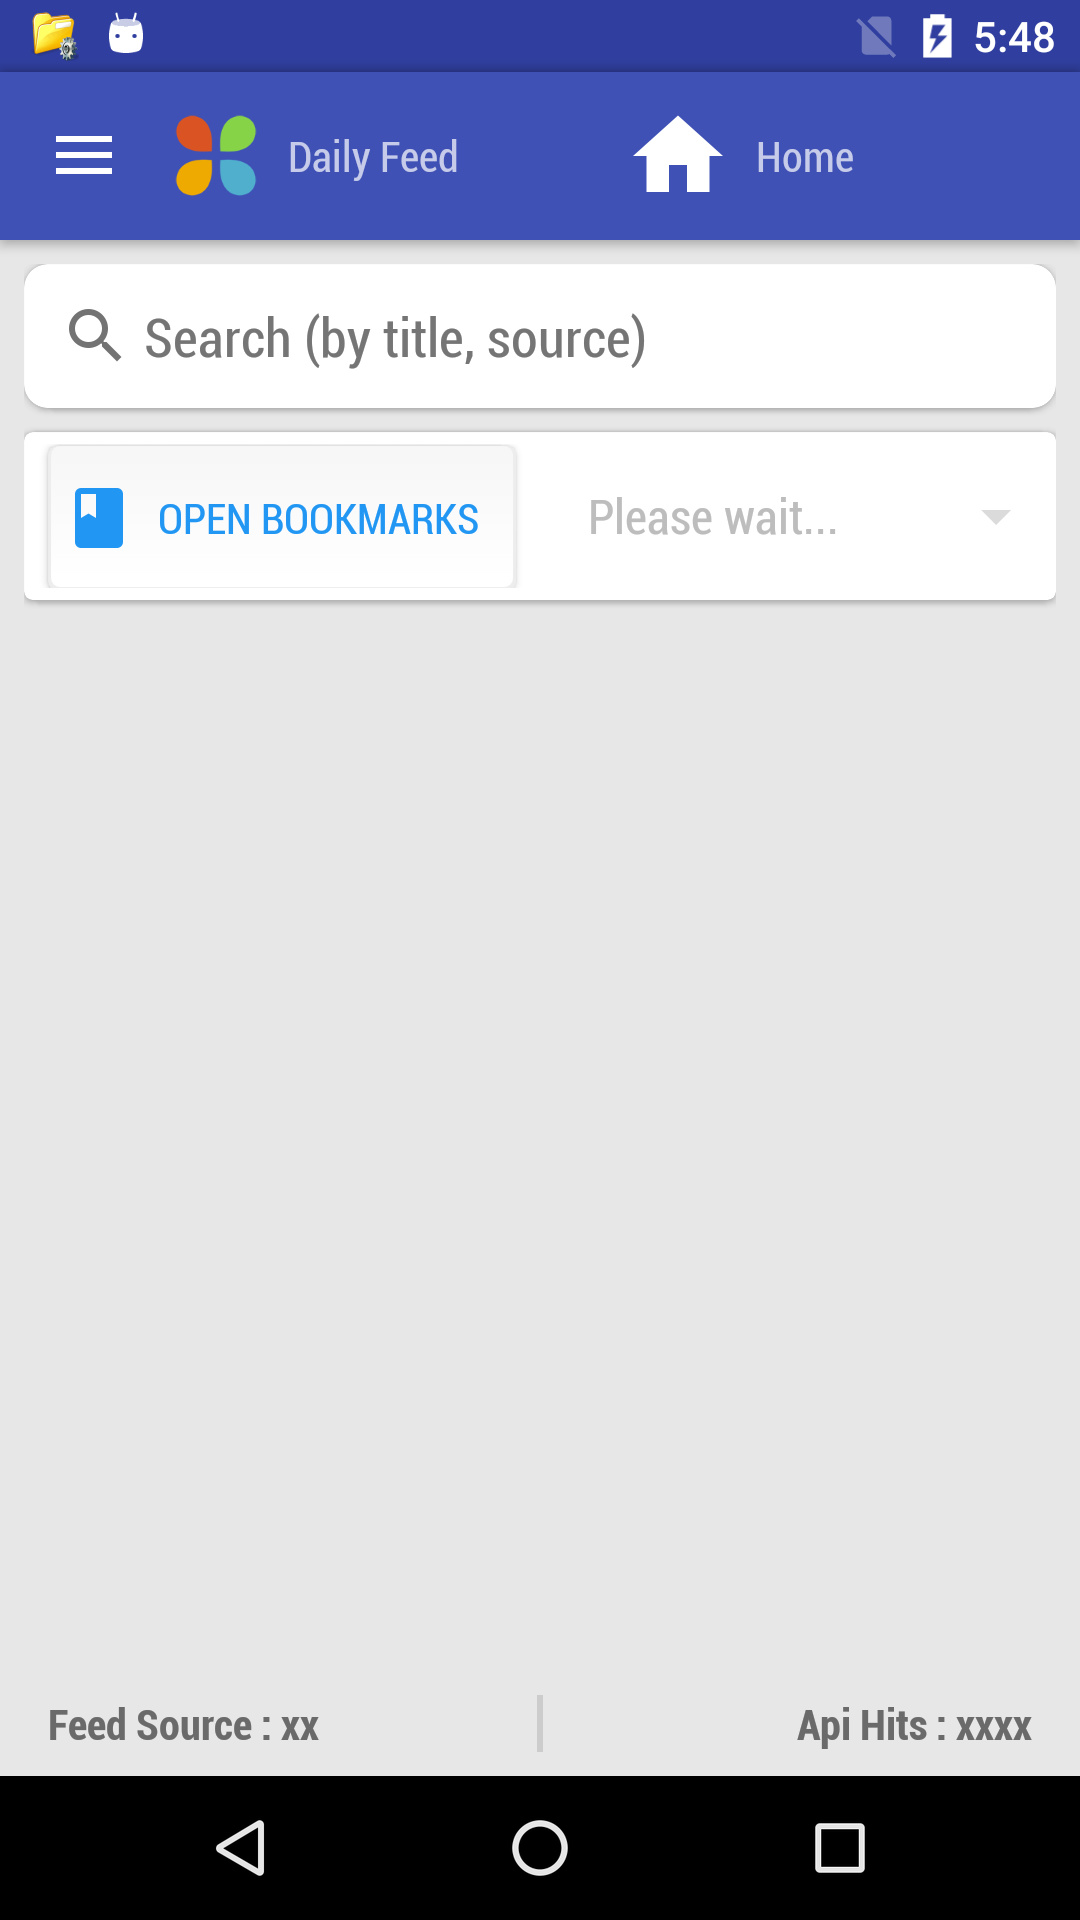 5:48
Daily Feed
Home
Search (by title, source)
OPEN BOOKMARKS
Please wait...
Feed Source : xx
Api Hits : xxxx